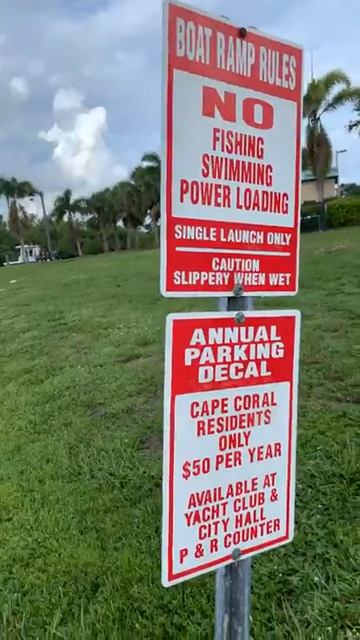 BOAT RAMP RULES
NO
FISHING
SWIMMING
POWER LOADING
SINGLE LAUNCH ONLY
CAUTION
SLIPPERY WHEN WET
ANNUAL
PARKING
DECAL
CAPE CORAL
RESIDENTS
ONLY
$50 PER YEAR
AVAILABLE AT
YACHT CLUB &
CITY HALL
P & R COUNTER